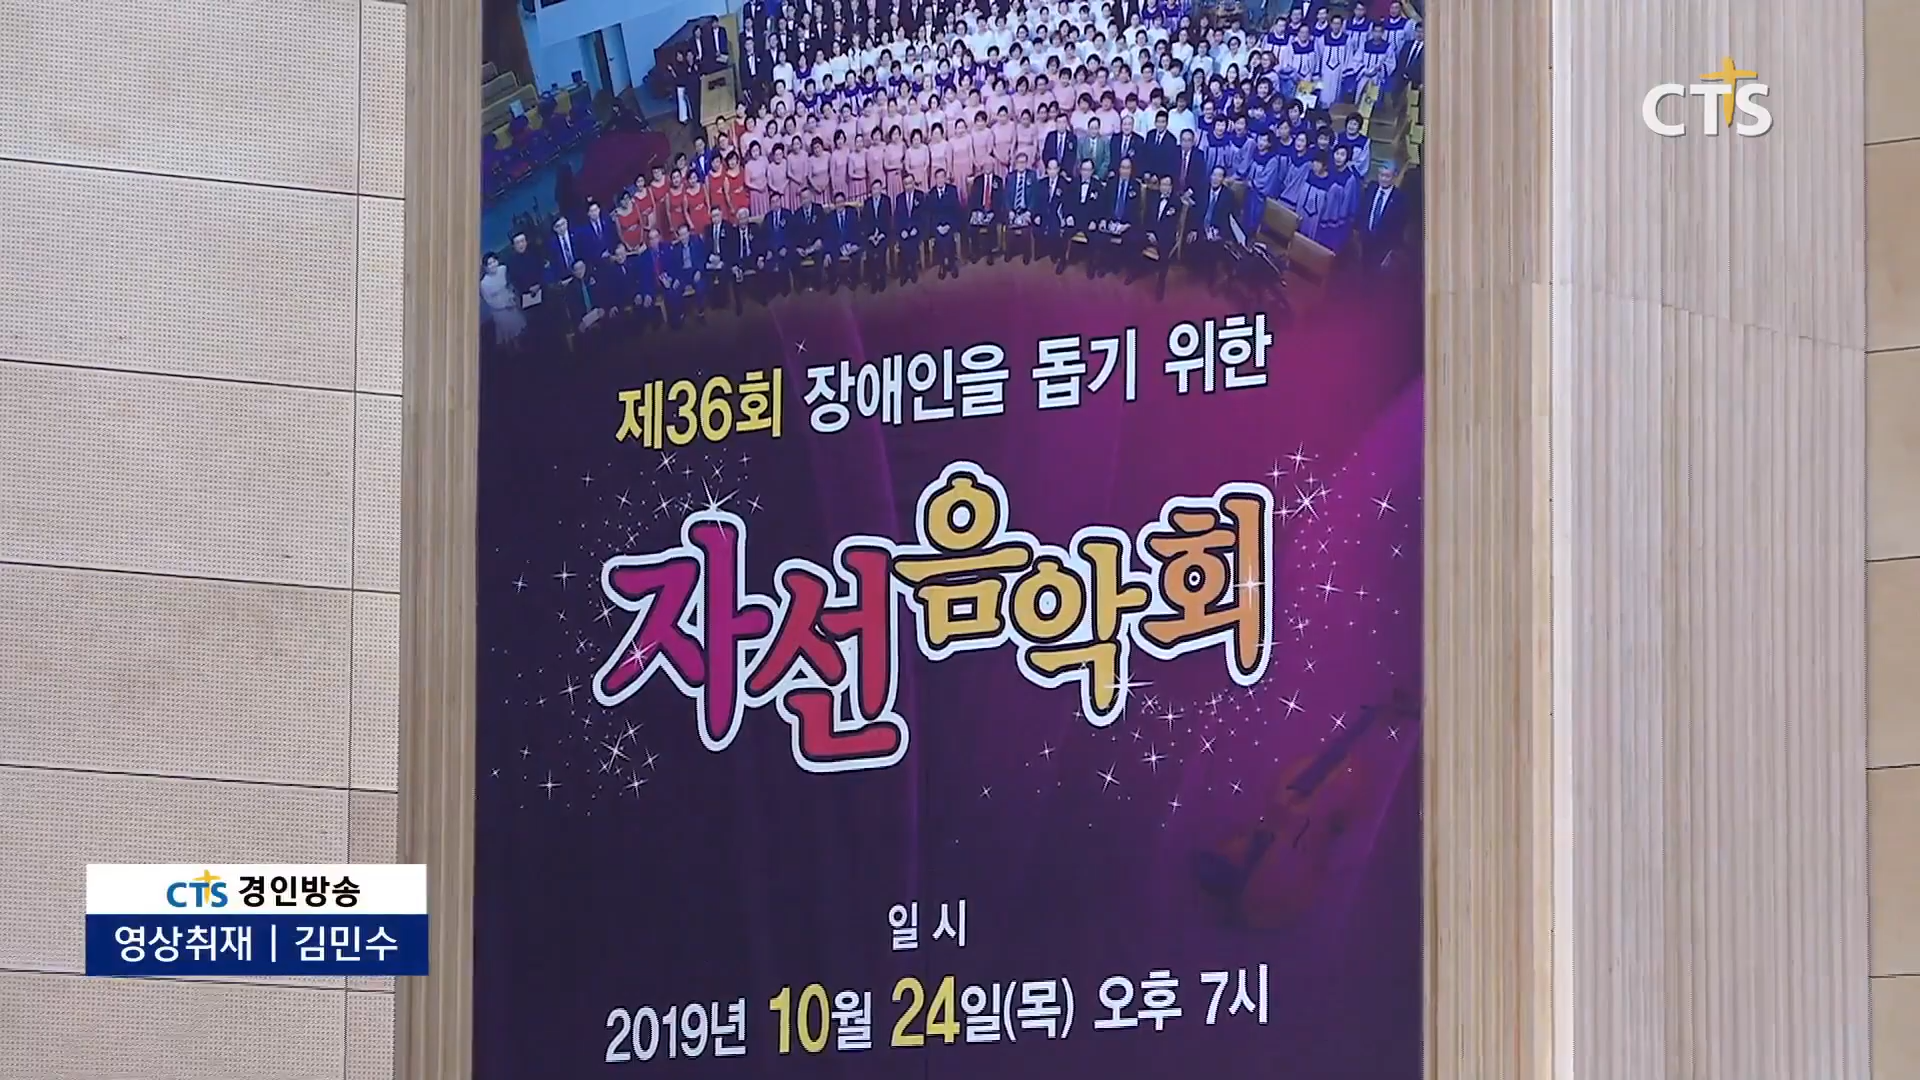 CTS
제36회 장애인을 돕기 위한
자선음악회
일 시
2019년 10월 24일(목) 오후 7시
CTS 경인방송
영상취재 | 김민수